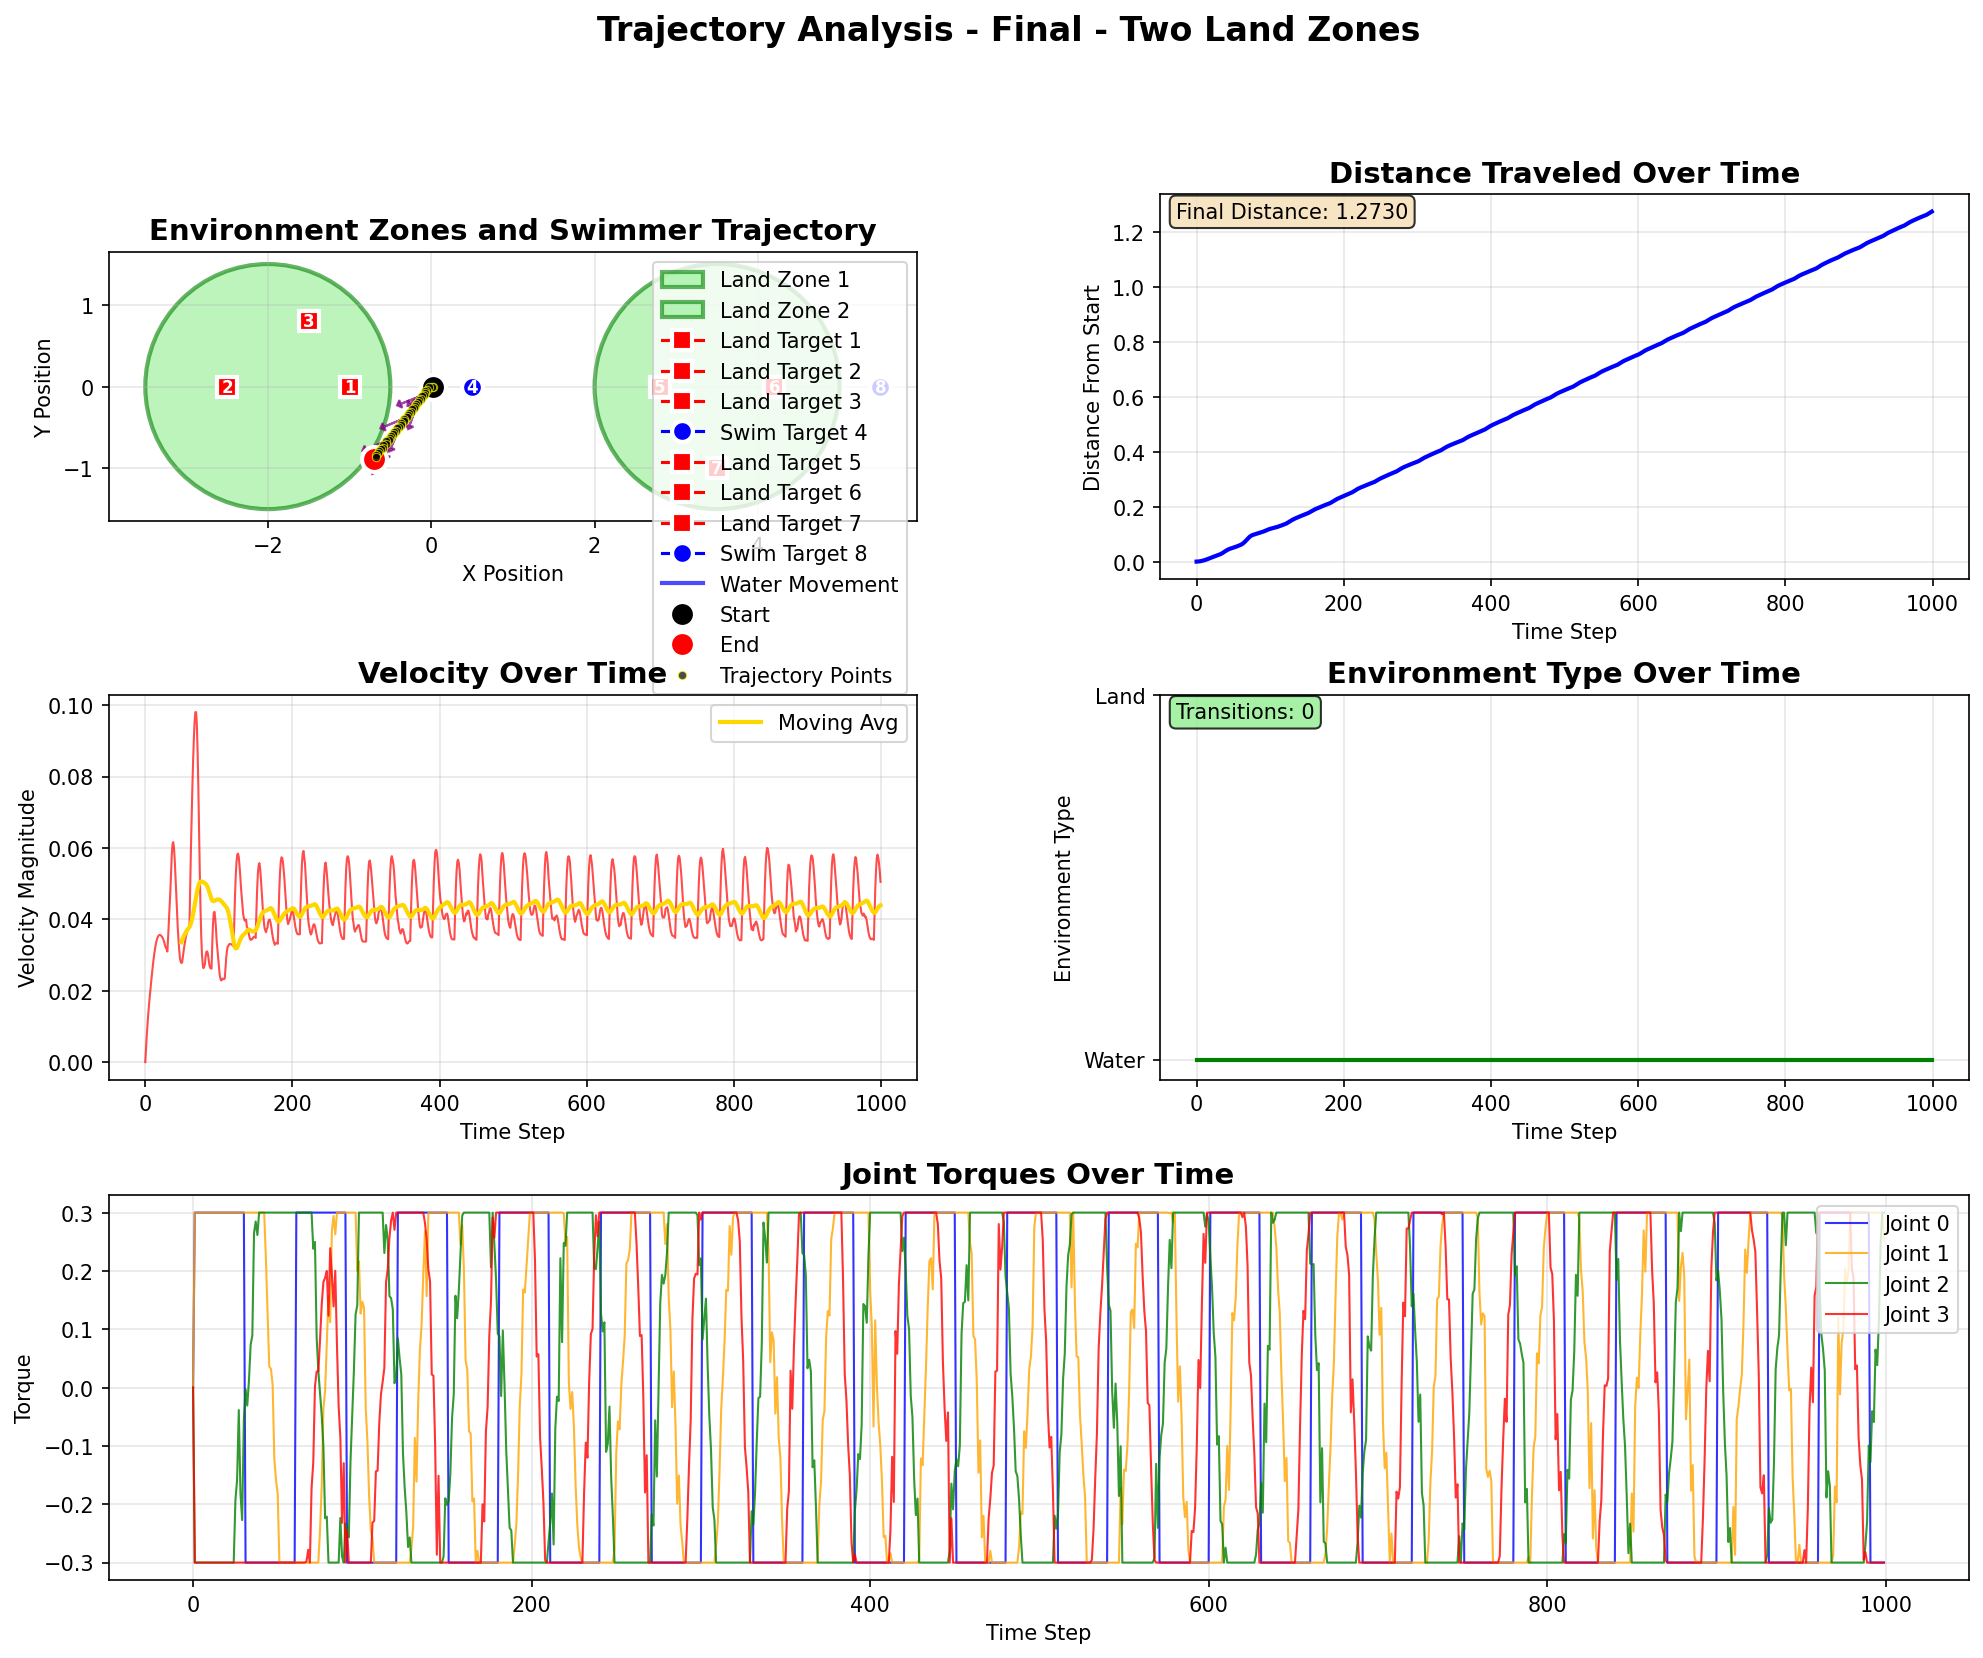 Trajectory Analysis - Final - Two Land Zones
Environment Zones and Swimmer Trajectory
Y Position
1
0
−1
−2
0
2
4
X Position
3
2
1
4
5
6
8
7
Land Zone 1
Land Zone 2
Land Target 1
Land Target 2
Land Target 3
Swim Target 4
Land Target 5
Land Target 6
Land Target 7
Swim Target 8
Water Movement
Start
End
Trajectory Points
Distance Traveled Over Time
Final Distance: 1.2730
Distance From Start
1.2
1.0
0.8
0.6
0.4
0.2
0.0
0
200
400
600
800
1000
Time Step
Velocity Over Time
Moving Avg
Velocity Magnitude
0.10
0.08
0.06
0.04
0.02
0.00
0
200
400
600
800
1000
Time Step
Environment Type Over Time
Transitions: 0
Environment Type
Land
Water
0
200
400
600
800
1000
Time Step
Joint Torques Over Time
Torque
0.3
0.2
0.1
0.0
−0.1
−0.2
−0.3
Joint 0
Joint 1
Joint 2
Joint 3
0
200
400
600
800
1000
Time Step